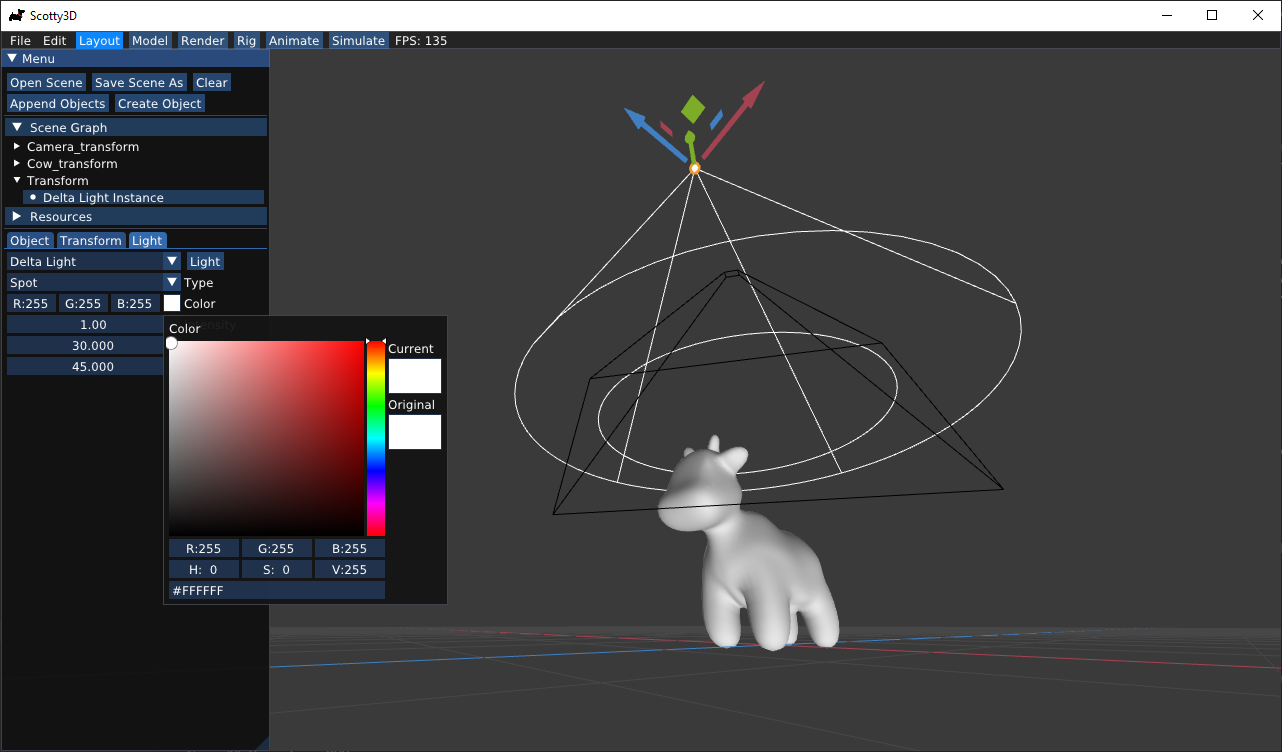 Scotty3D
File Edit Layout Model Render Rig Animate Simulate FPS: 135
Menu
Open Scene Save Scene As Clear
Append Objects Create Object
Scene Graph
Camera_transform
Cow_transform
Transform
Delta Light Instance
Resources
Object Transform Light
Delta Light Light
Spot Type
R:255 G:255 B:255 Color
1.00
30.000
45.000
Color
Current
Original
R:255 G:255 B:255
H: 0 S: 0 V:255
#FFFFFF